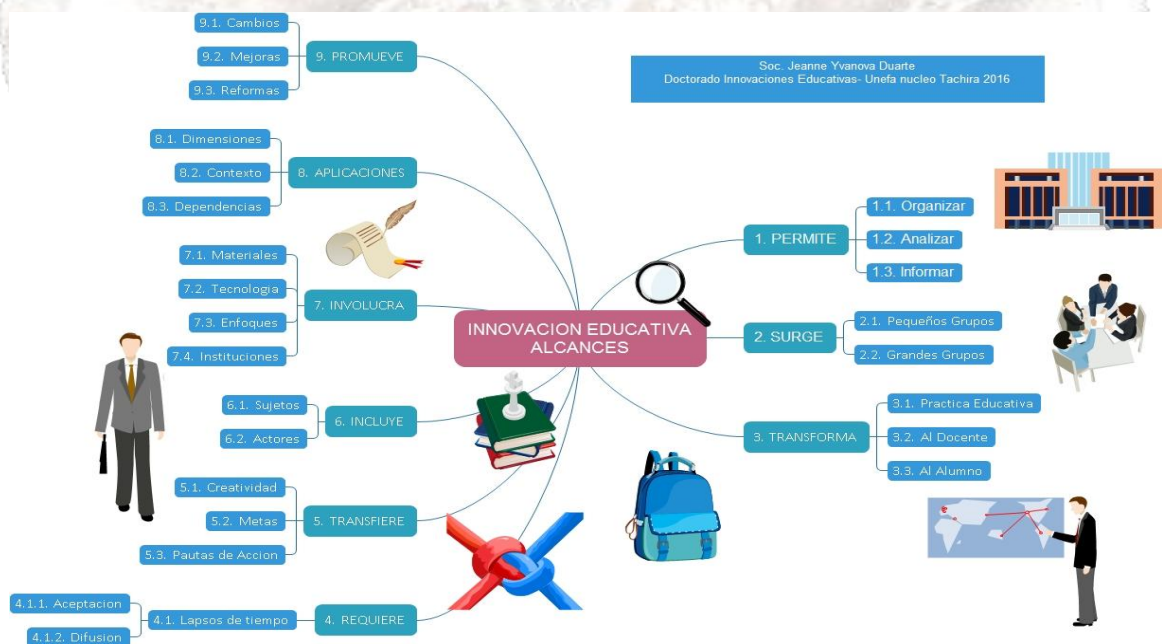 Soc. Jeanne Yvanova Duarte
Doctorado Innovaciones Educativas- Unefa nucleo Tachira 2016
INNOVACION EDUCATIVA
ALCANCES
1. PERMITE
1.1. Organizar
1.2. Analizar
1.3. Informar
2. SURGE
2.1. Pequeños Grupos
2.2. Grandes Grupos
3. TRANSFORMA
3.1. Practica Educativa
3.2. Al Docente
3.3. Al Alumno
4. REQUIERE
4.1. Lapsos de tiempo
4.1.1. Aceptacion
4.1.2. Difusion
5. TRANSFIERE
5.1. Creatividad
5.2. Metas
5.3. Pautas de Accion
6. INCLUYE
6.1. Sujetos
6.2. Actores
7. INVOLUCRA
7.1. Materiales
7.2. Tecnologia
7.3. Enfoques
7.4. Instituciones
8. APLICACIONES
8.1. Dimensiones
8.2. Contexto
8.3. Dependencias
9. PROMUEVE
9.1. Cambios
9.2. Mejoras
9.3. Reformas